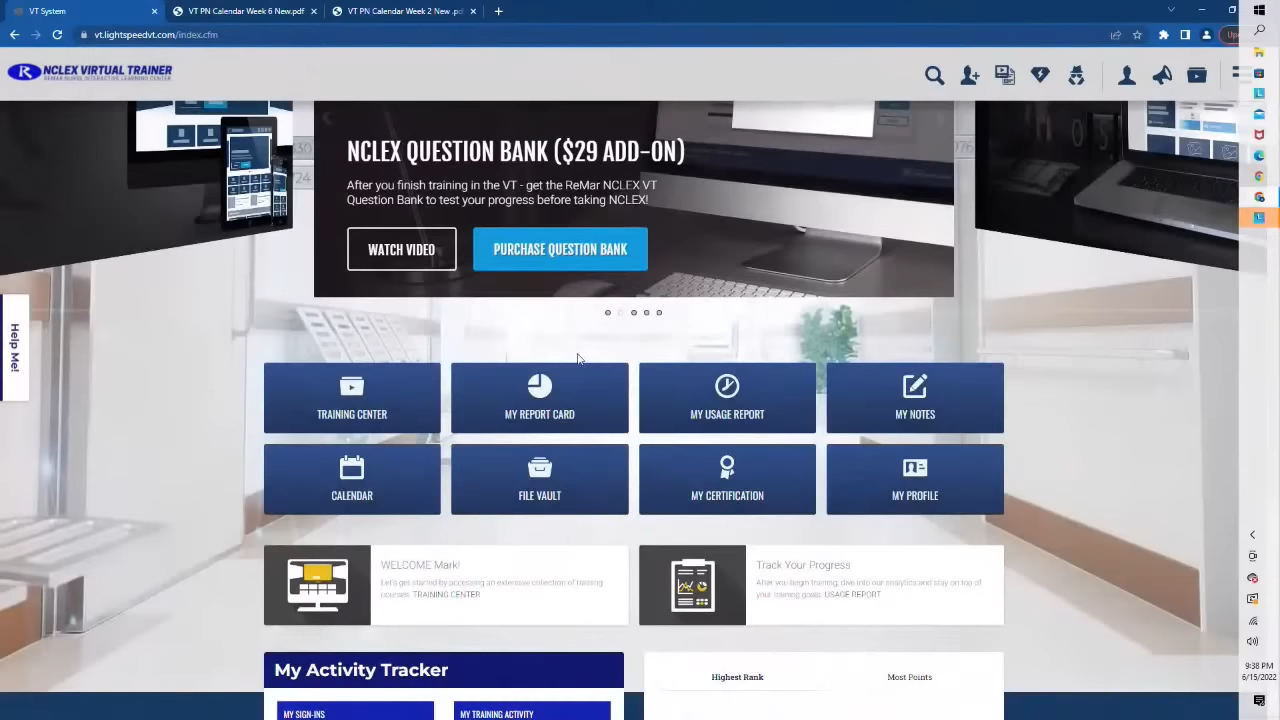 VT System
VT PN Calendar Week 6 New.pdf
VT PN Calendar Week 2 New .pd
vt.lightspeedvt.com/index.cfm
NCLEX VIRTUAL TRAINER
REMAR NURSE INTERACTIVE LEARNING CENTER
NCLEX QUESTION BANK ($29 ADD-ON)
After you finish training in the VT - get the ReMar NCLEX VT
Question Bank to test your progress before taking NCLEX!
WATCH VIDEO
PURCHASE QUESTION BANK
Help Me!
TRAINING CENTER
MY REPORT CARD
MY USAGE REPORT
MY NOTES
CALENDAR
FILE VAULT
MY CERTIFICATION
MY PROFILE
WELCOME Mark!
Let's get started by accessing an extensive collection of training
courses. TRAINING CENTER
Track Your Progress
After you begin training, dive into our analytics and stay on top of
your training goals. USAGE REPORT
My Activity Tracker
Highest Rank
Most Points
MY SIGN-INS
MY TRAINING ACTIVITY
9:38 PM
6/15/2022